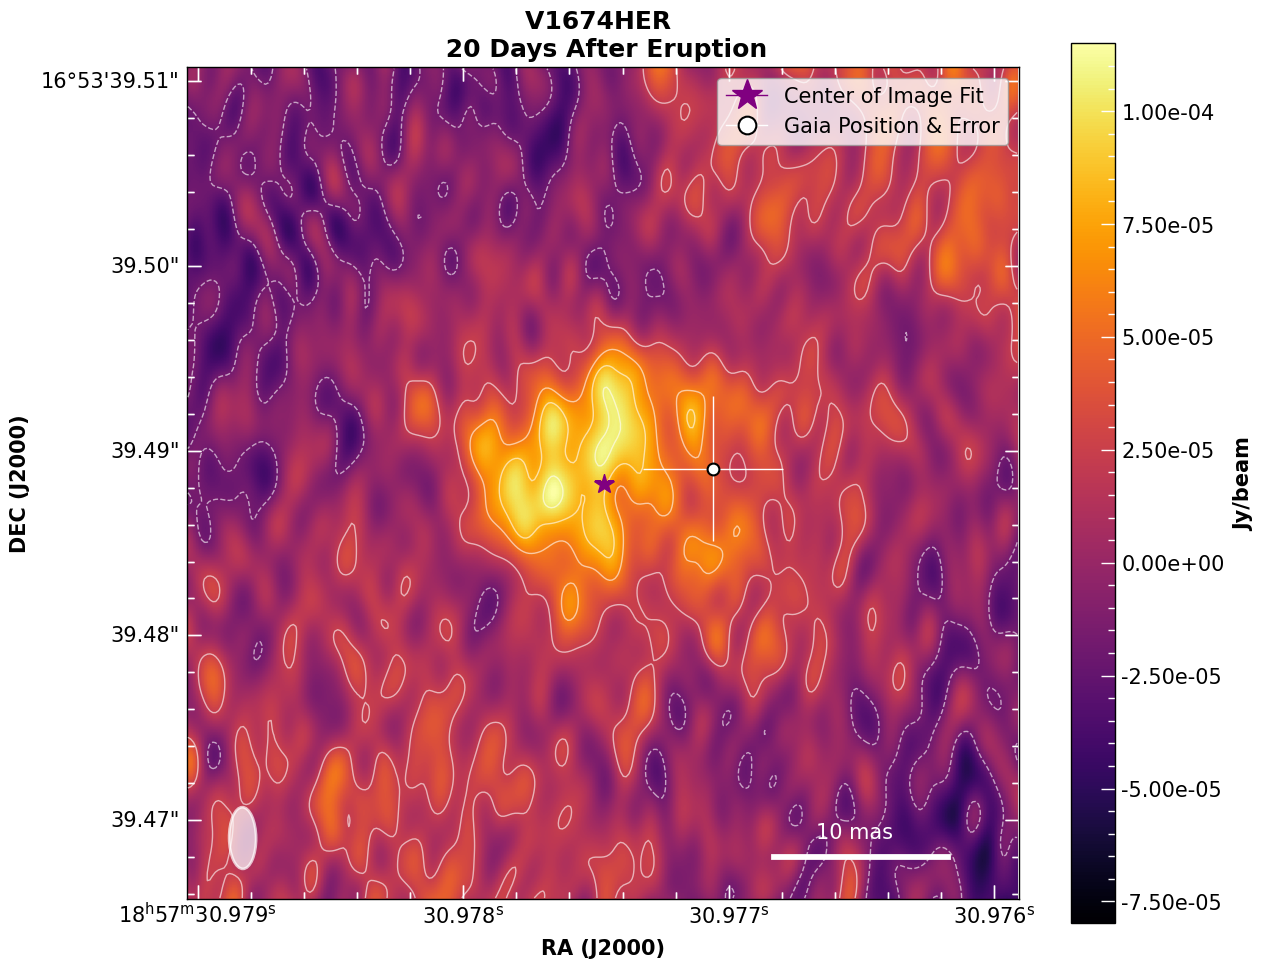 V1674HER
20 Days After Eruption
Center of Image Fit
Gaia Position & Error
16°53'39.51"
39.50"
39.49"
39.48"
39.47"
DEC (J2000)
10 mas
18ʰ57ᵐ30.979ˢ
30.978ˢ
30.977ˢ
30.976ˢ
RA (J2000)
1.00e-04
7.50e-05
5.00e-05
2.50e-05
0.00e+00
-2.50e-05
-5.00e-05
-7.50e-05
Jy/beam